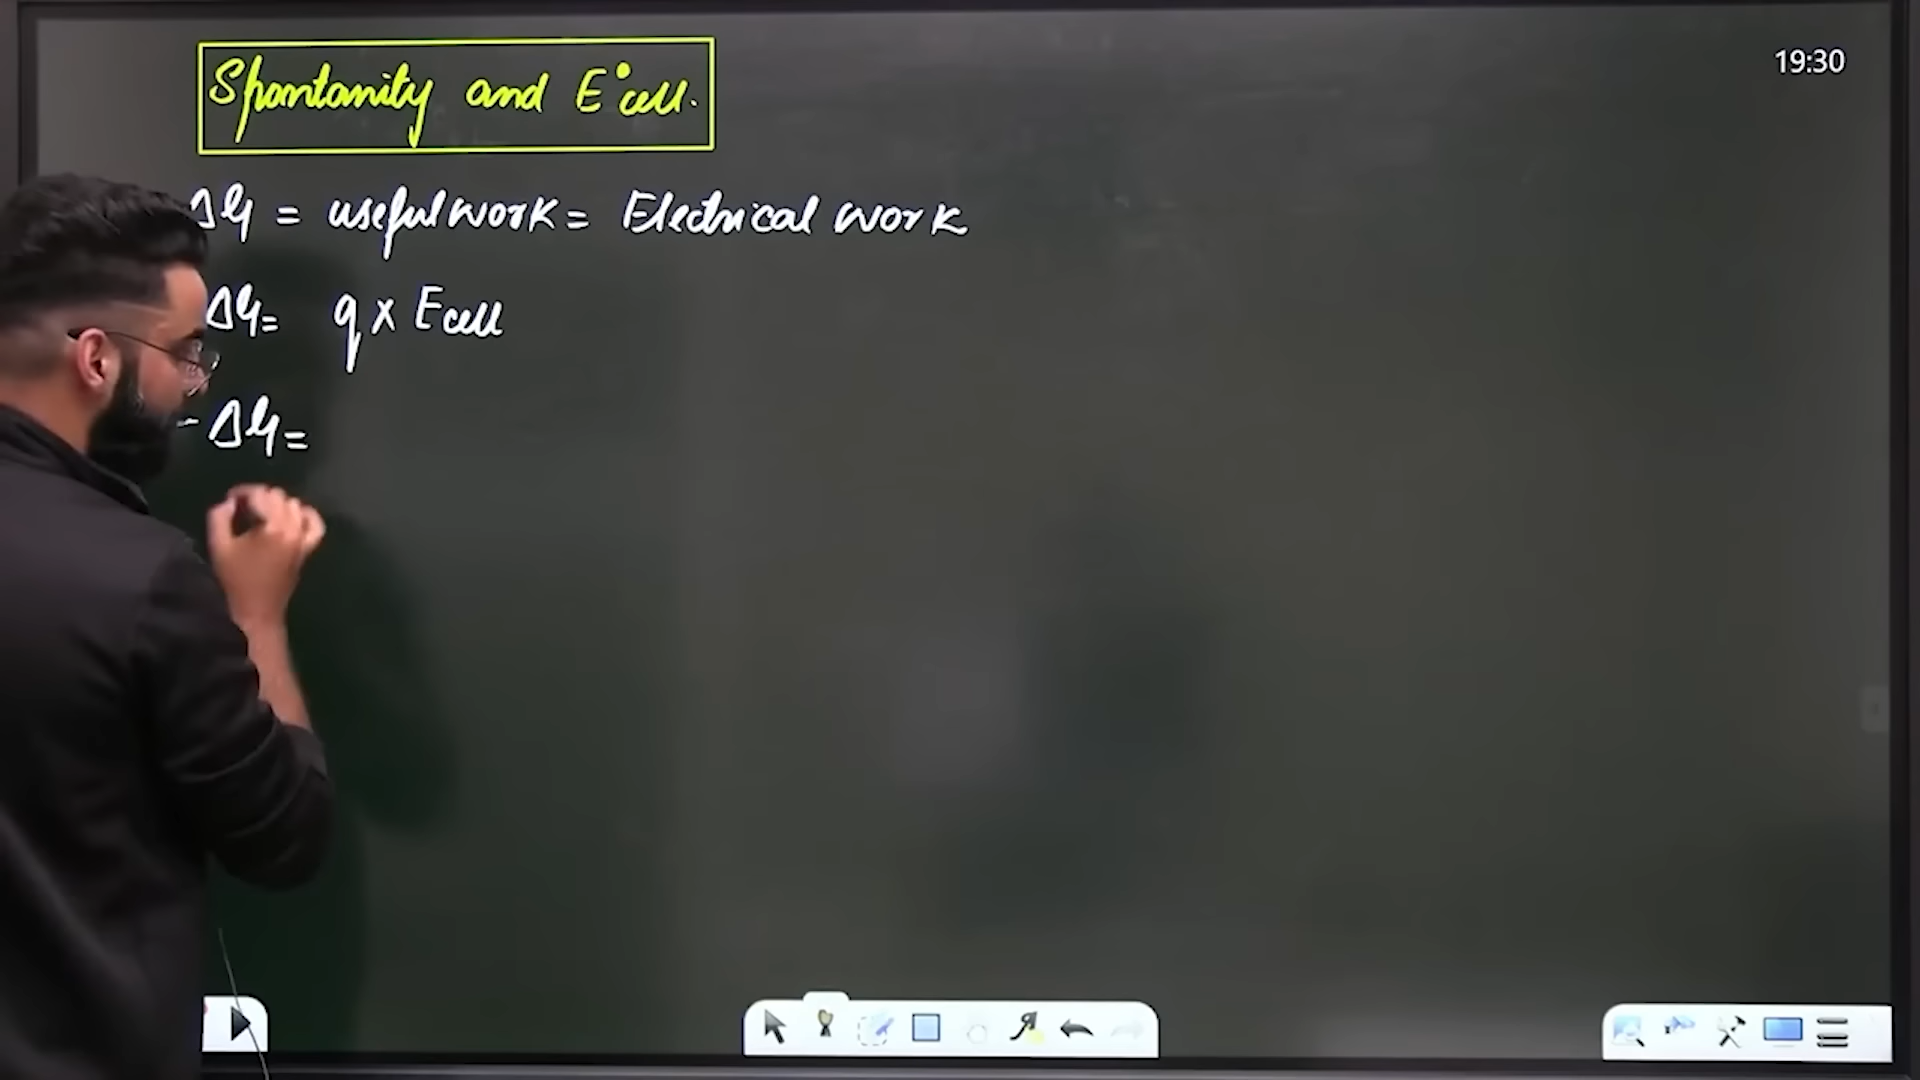 Spontanity and E°cell.
19:30
ΔG = useful work = Electrical work
ΔG = q x Ecell
- ΔG =